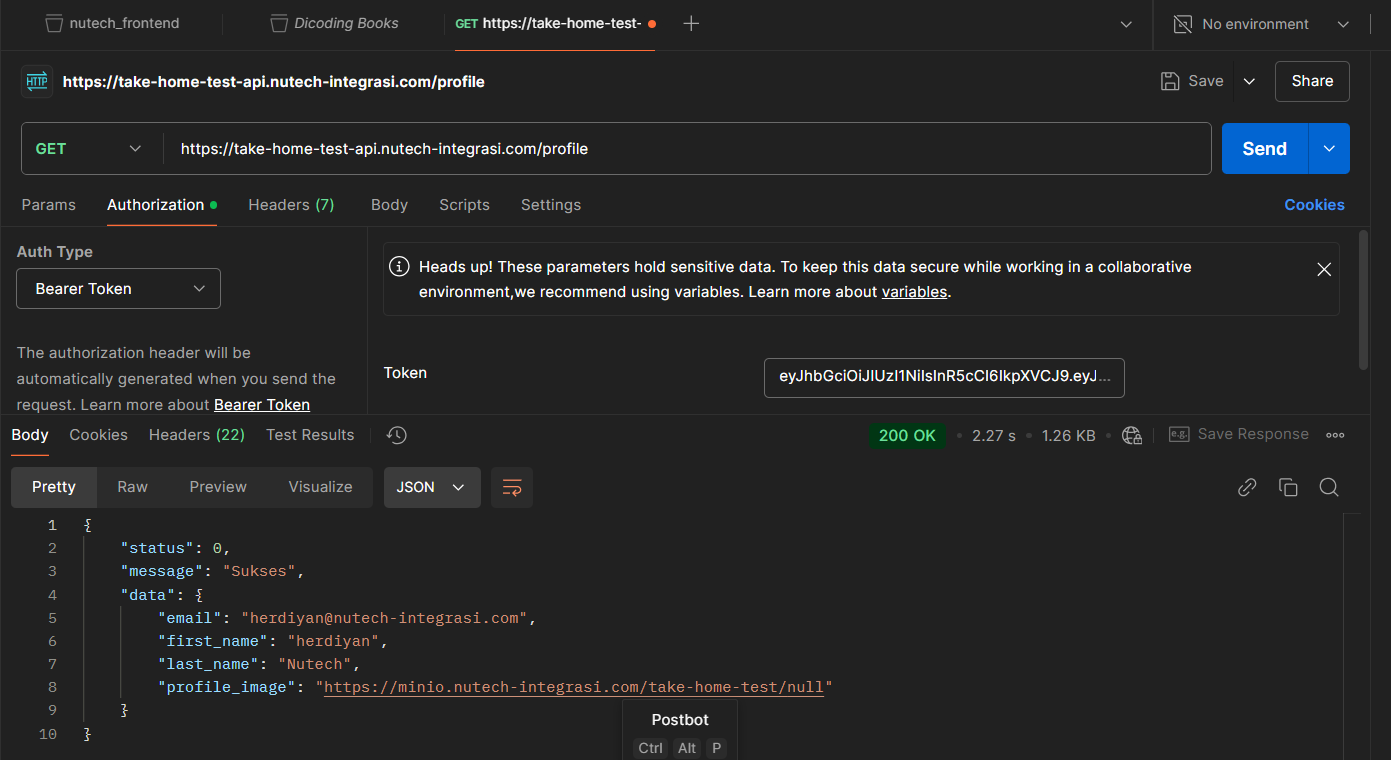 nutech_frontend Dicoding Books GET https://take-home-test- No environment
HTTP https://take-home-test-api.nutech-integrasi.com/profile Save Share
GET https://take-home-test-api.nutech-integrasi.com/profile Send
Params Authorization Headers (7) Body Scripts Settings Cookies
Auth Type
Bearer Token
The authorization header will be
automatically generated when you send the
request. Learn more about Bearer Token
Heads up! These parameters hold sensitive data. To keep this data secure while working in a collaborative
environment,we recommend using variables. Learn more about variables.
Token eyJhbGciOiJIUzI1NiIsInR5cCI6IkpXVCJ9.eyJ...
Body Cookies Headers (22) Test Results 200 OK 2.27 s 1.26 KB e.g. Save Response
Pretty Raw Preview Visualize JSON
1 {
2 "status": 0,
3 "message": "Sukses",
4 "data": {
5 "email": "herdiyan@nutech-integrasi.com",
6 "first_name": "herdiyan",
7 "last_name": "Nutech",
8 "profile_image": "https://minio.nutech-integrasi.com/take-home-test/null"
9 }
10 }
Postbot
Ctrl Alt P